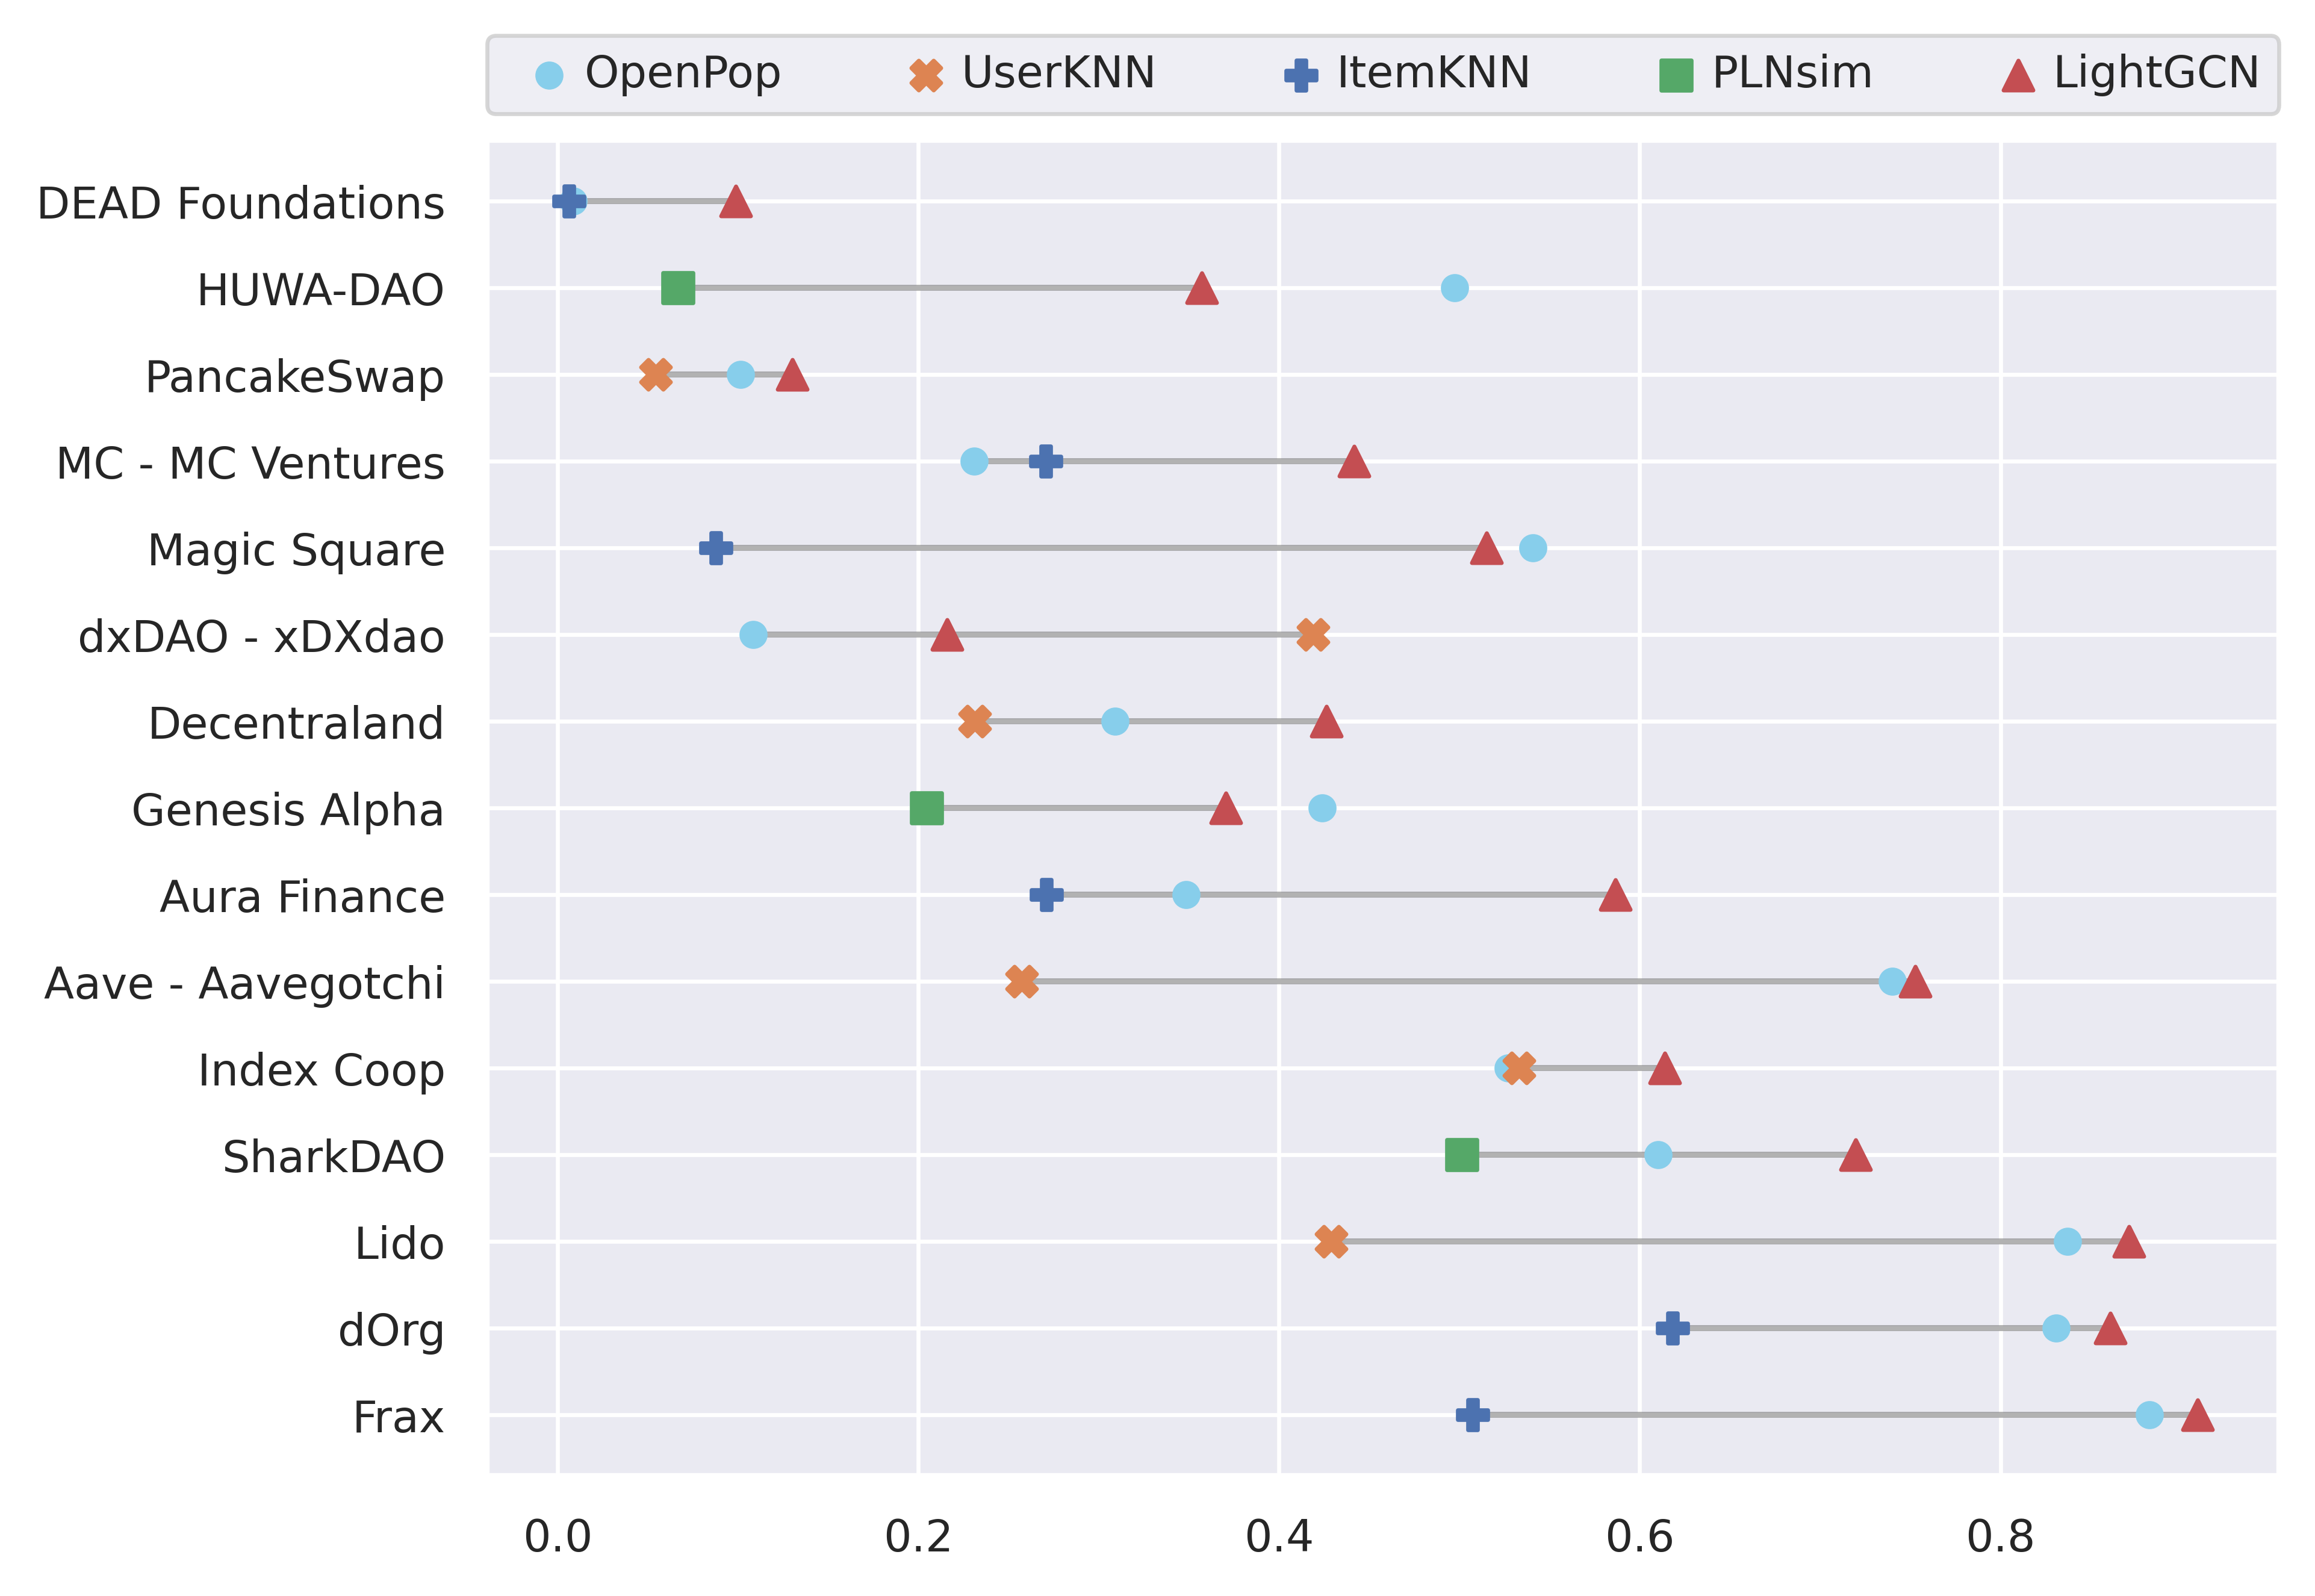 OpenPop UserKNN ItemKNN PLNsim LightGCN
DEAD Foundations
HUWA-DAO
PancakeSwap
MC - MC Ventures
Magic Square
dxDAO - xDXdao
Decentraland
Genesis Alpha
Aura Finance
Aave - Aavegotchi
Index Coop
SharkDAO
Lido
dOrg
Frax
0.0 0.2 0.4 0.6 0.8